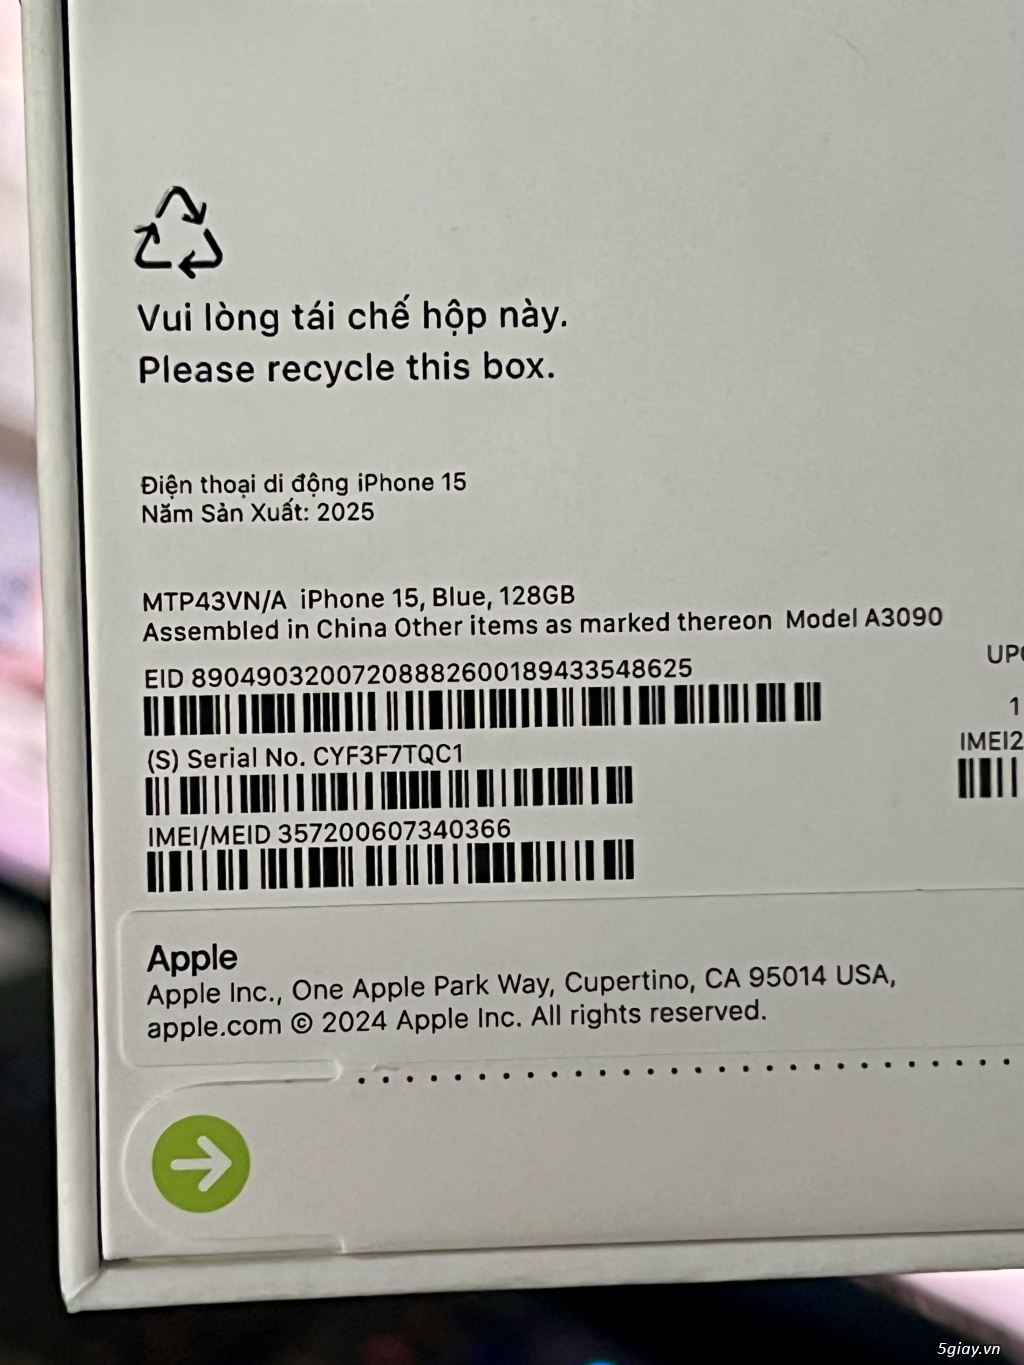 Vui lòng tái chế hộp này.
Please recycle this box.
Điện thoại di động iPhone 15
Năm Sản Xuất: 2025
MTP43VN/A iPhone 15, Blue, 128GB
Assembled in China Other items as marked thereon Model A3090
EID 89049032007208882600189433548625
UPC
(S) Serial No. CYF3F7TQC1
1
IMEI2
IMEI/MEID 357200607340366
Apple
Apple Inc., One Apple Park Way, Cupertino, CA 95014 USA,
apple.com © 2024 Apple Inc. All rights reserved.
5giay.vn